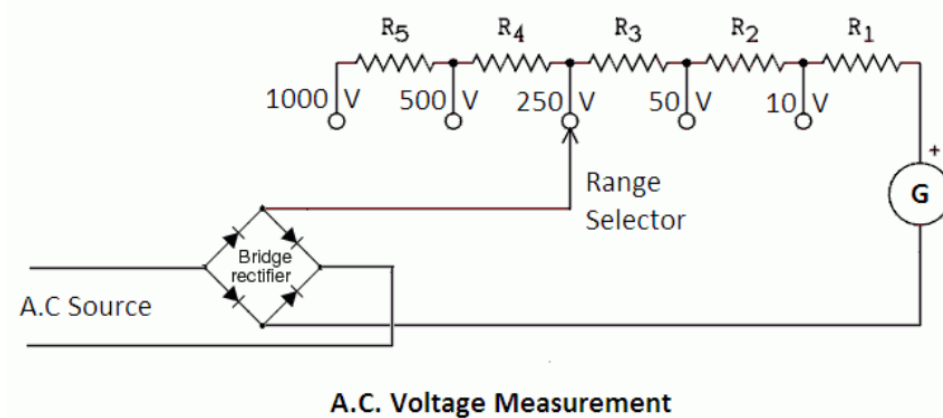 R5 R4 R3 R2 R1
1000 V 500 V 250 V 50 V 10 V
+
G
Range
Selector
Bridge
rectifier
A.C Source
A.C. Voltage Measurement